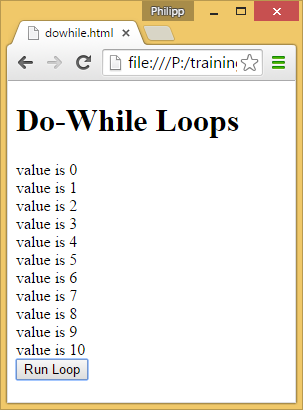 Philipp
dowhile.html
file:///P:/training
Do-While Loops
value is 0
value is 1
value is 2
value is 3
value is 4
value is 5
value is 6
value is 7
value is 8
value is 9
value is 10
Run Loop